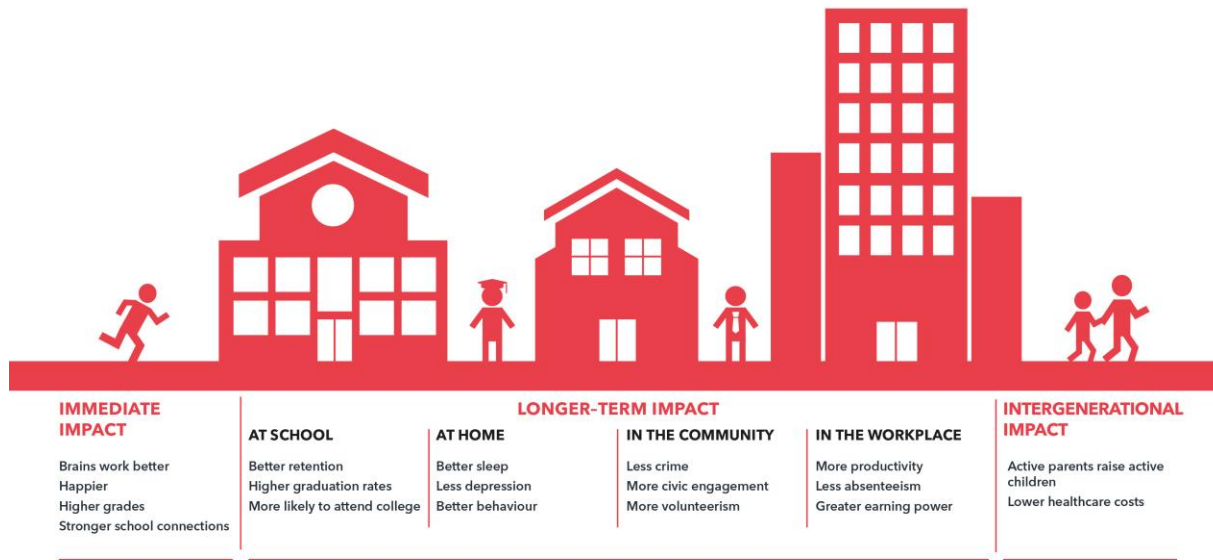 IMMEDIATE
IMPACT
Brains work better
Happier
Higher grades
Stronger school connections
LONGER-TERM IMPACT
AT SCHOOL
Better retention
Higher graduation rates
More likely to attend college
AT HOME
Better sleep
Less depression
Better behaviour
IN THE COMMUNITY
Less crime
More civic engagement
More volunteerism
IN THE WORKPLACE
More productivity
Less absenteeism
Greater earning power
INTERGENERATIONAL
IMPACT
Active parents raise active
children
Lower healthcare costs